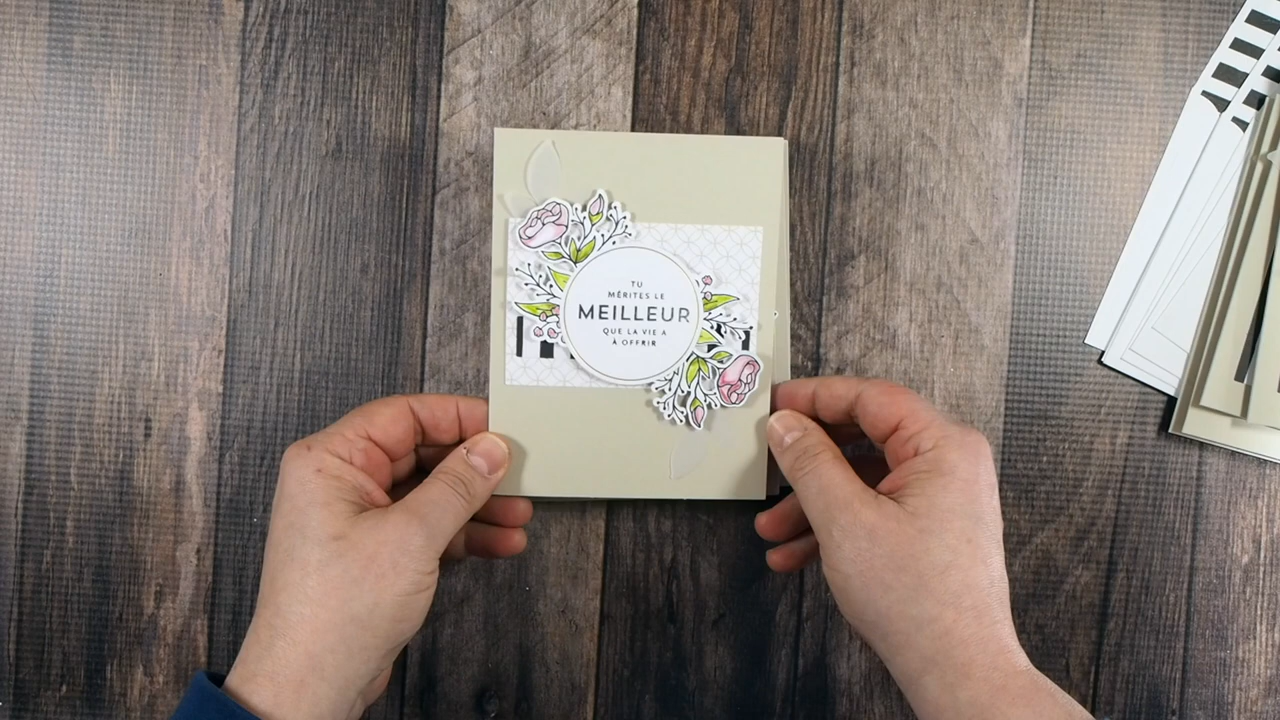 TU
MÉRITES LE
MEILLEUR
QUE LA VIE A
À OFFRIR